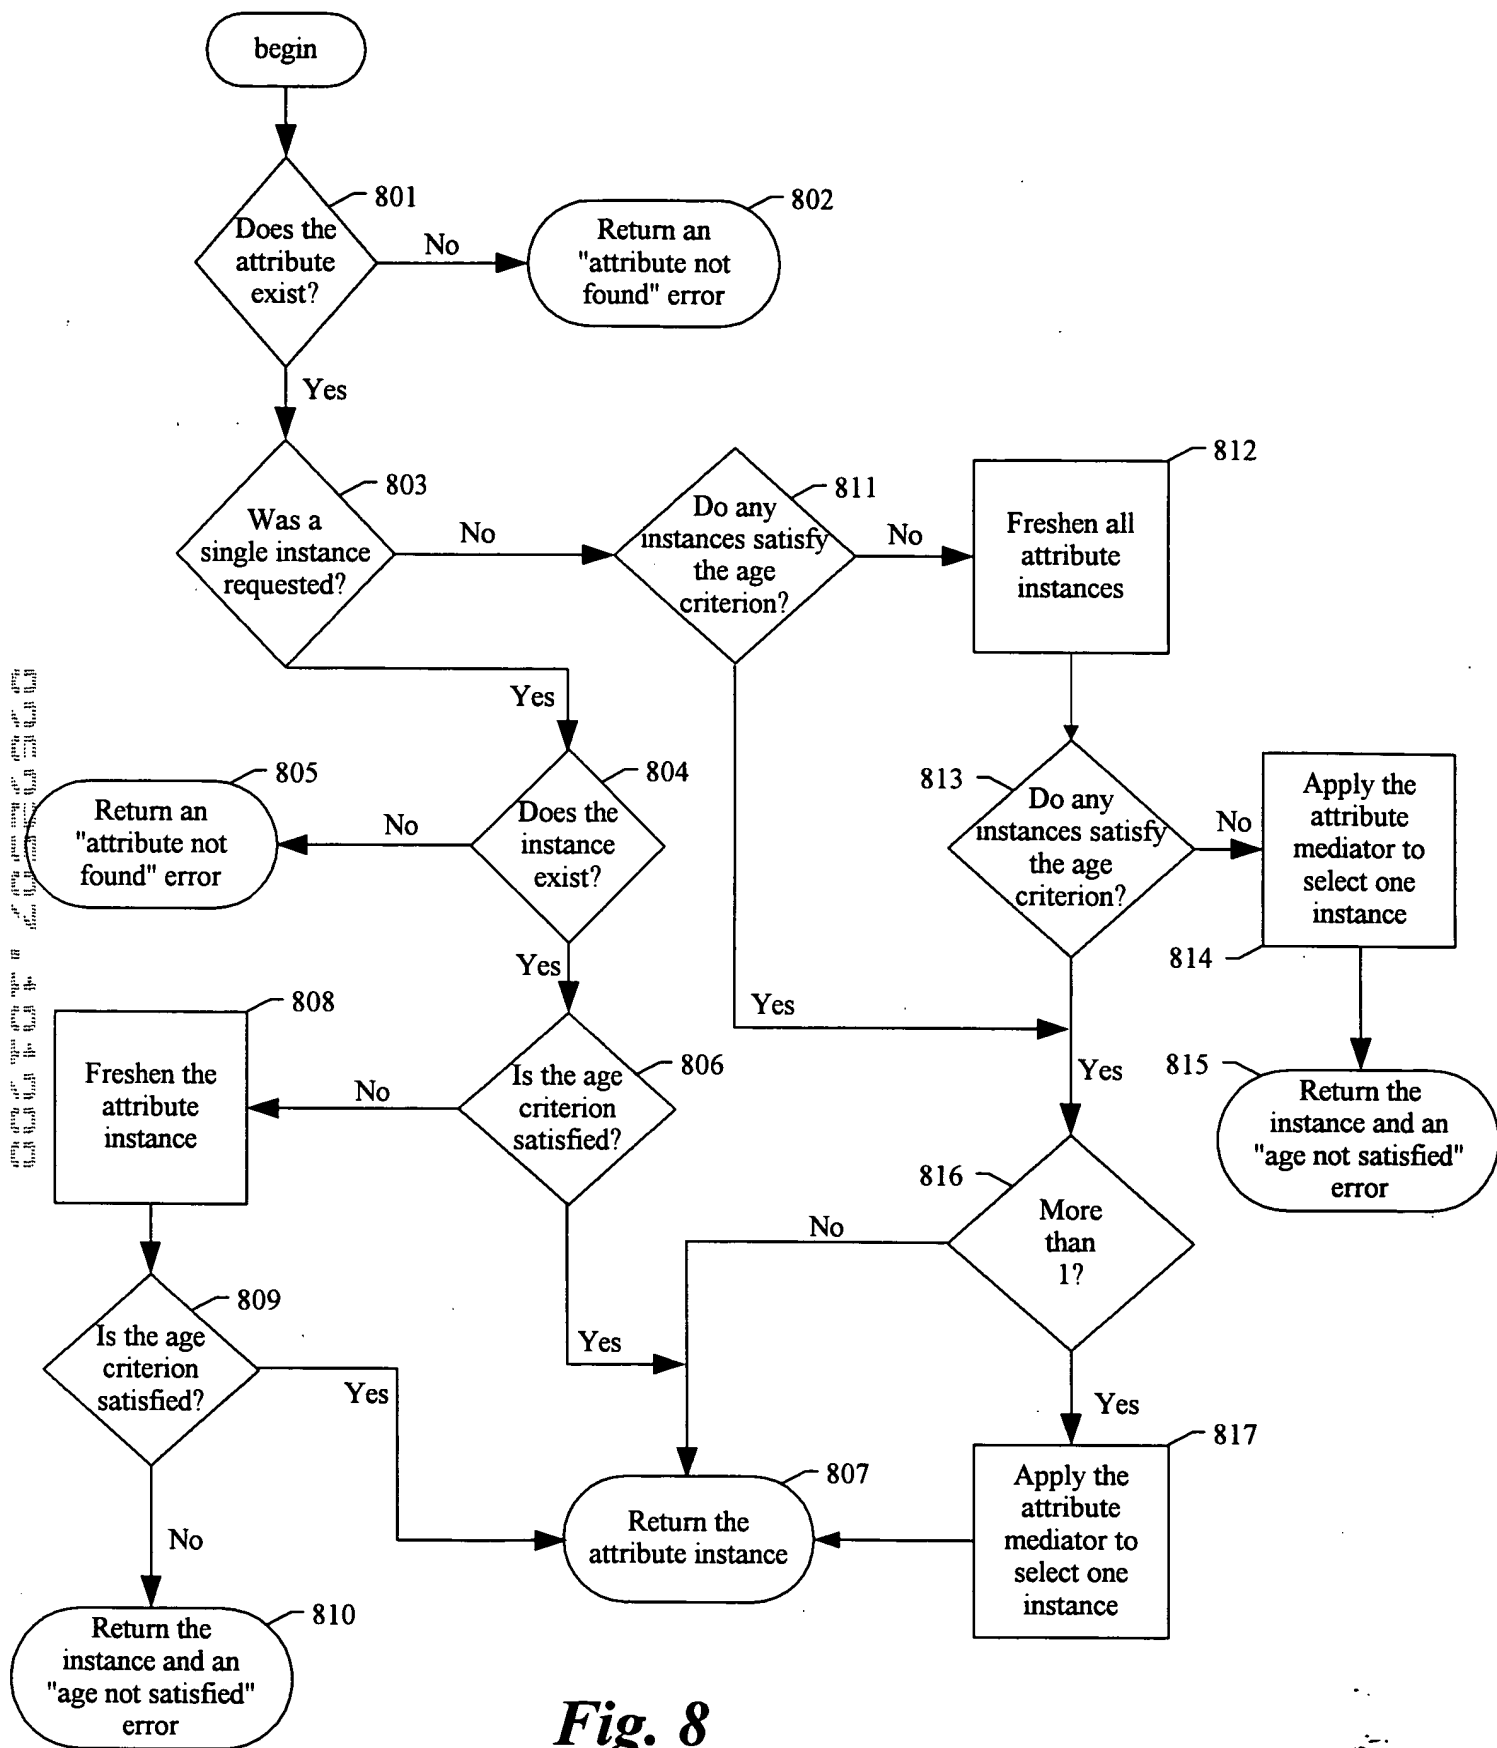 begin
801
Does the
attribute
exist?
No
802
Return an
"attribute not
found" error
Yes
803
Was a
single instance
requested?
No
811
Do any
instances satisfy
the age
criterion?
No
812
Freshen all
attribute
instances
Yes
804
Does the
instance
exist?
No
805
Return an
"attribute not
found" error
813
Do any
instances satisfy
the age
criterion?
No
Apply the
attribute
mediator to
select one
instance
814
Yes
Yes
Yes
806
Is the age
criterion
satisfied?
No
808
Freshen the
attribute
instance
815
Return the
instance and an
"age not satisfied"
error
816
More
than
1?
No
809
Is the age
criterion
satisfied?
Yes
Yes
Yes
817
Apply the
attribute
mediator to
select one
instance
807
Return the
attribute instance
No
810
Return the
instance and an
"age not satisfied"
error
Fig. 8